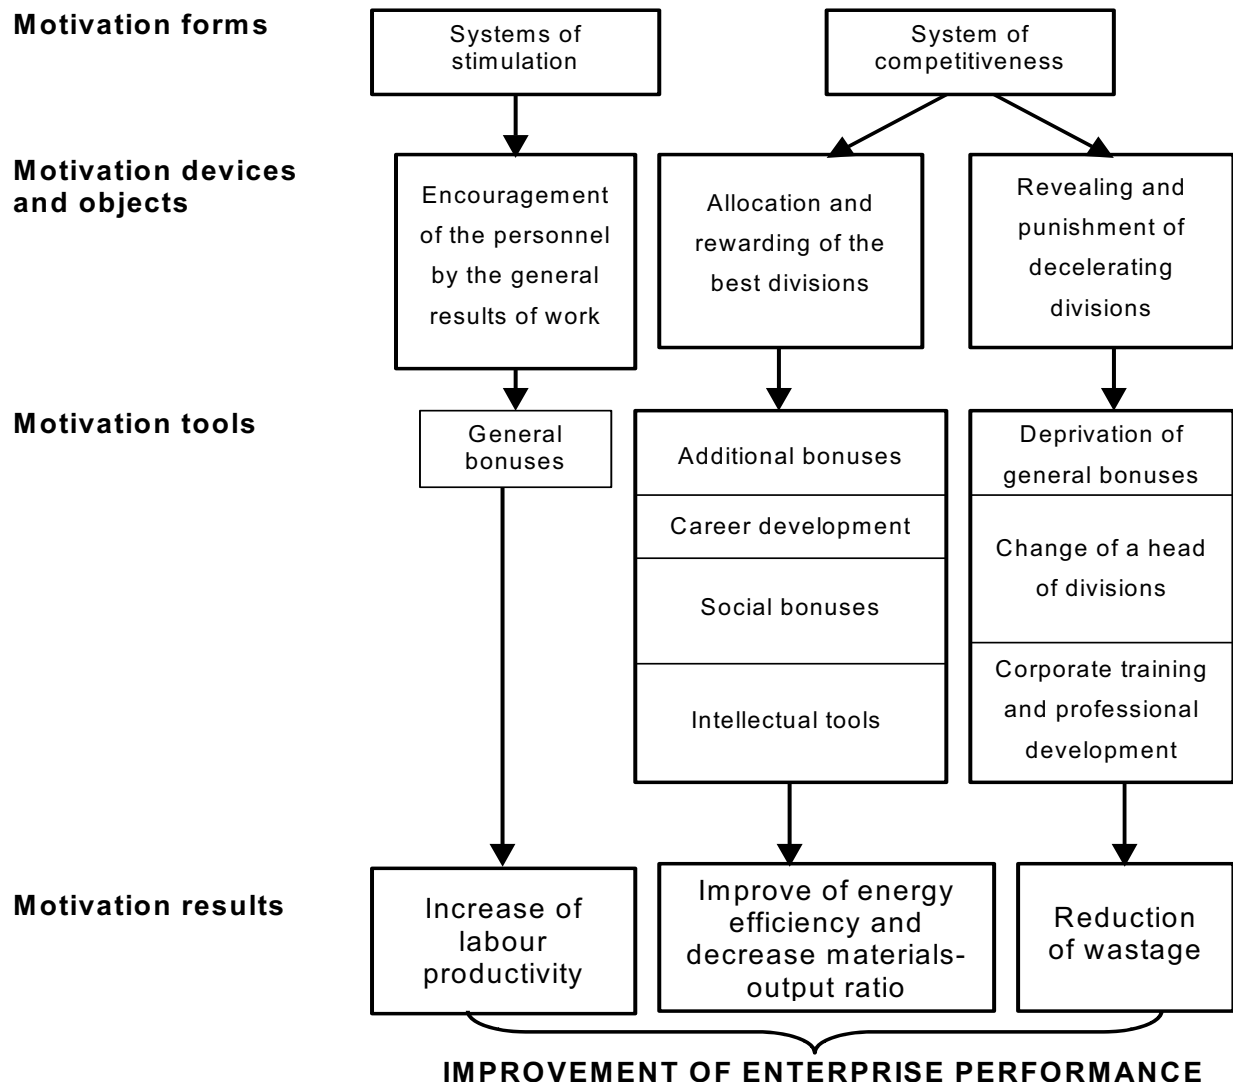 Motivation forms
Systems of
stimulation
System of
competitiveness
Motivation devices
and objects
Encouragement
of the personnel
by the general
results of work
Allocation and
rewarding of the
best divisions
Revealing and
punishment of
decelerating
divisions
Motivation tools
General
bonuses
Additional bonuses
Career development
Social bonuses
Intellectual tools
Deprivation of
general bonuses
Change of a head
of divisions
Corporate training
and professional
development
Motivation results
Increase of
labour
productivity
Improve of energy
efficiency and
decrease materials-
output ratio
Reduction
of wastage
IMPROVEMENT OF ENTERPRISE PERFORMANCE